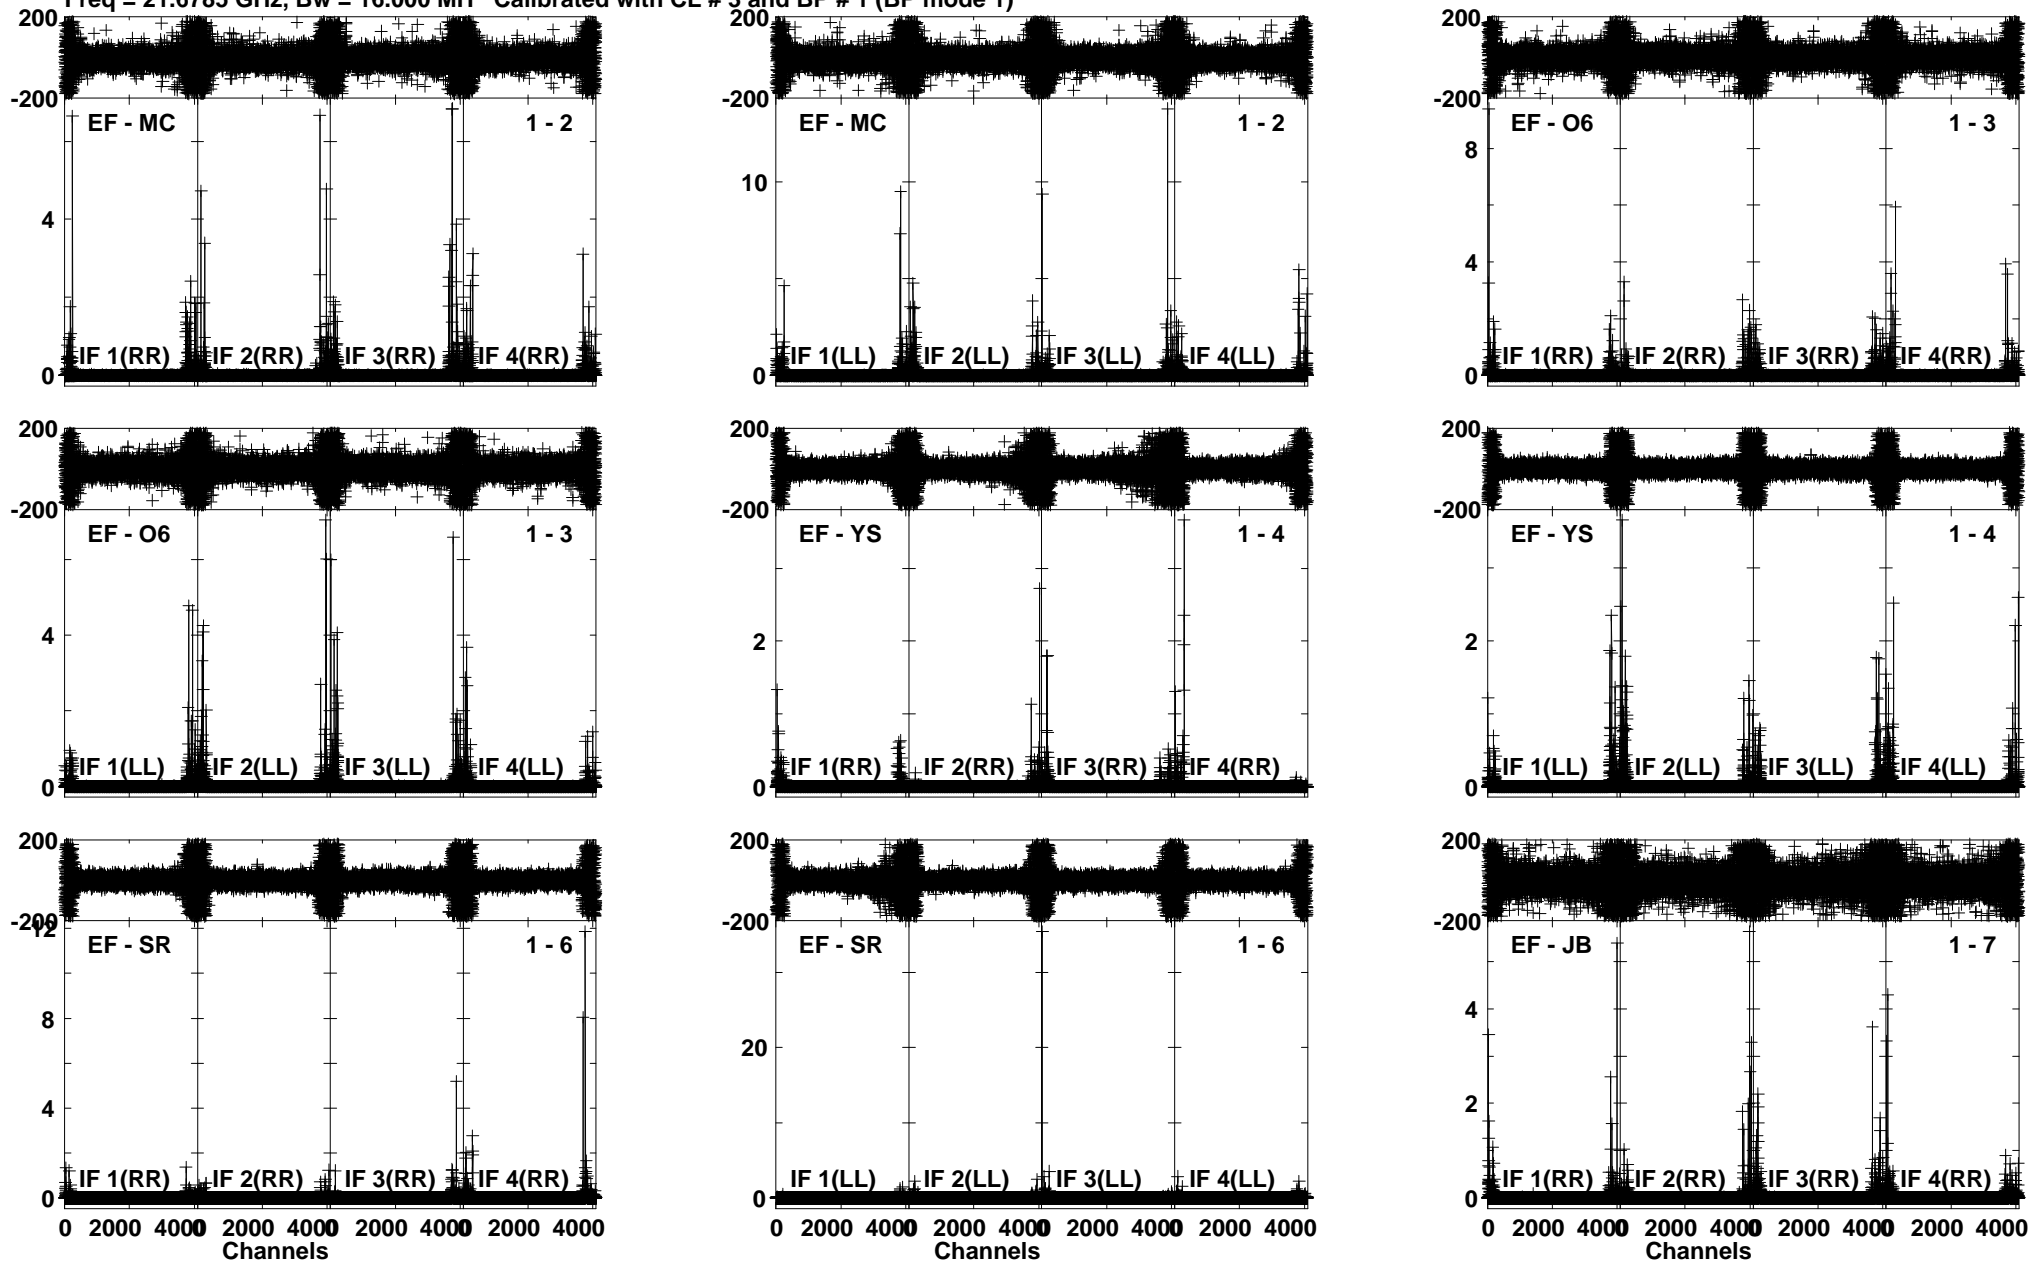 Freq = 21.6785 GHz, Bw = 16.000 MH Calibrated with CL # 3 and BP # 1 (BP mode 1)
200
-200
EF - MC 1 - 2
4
IF 1(RR) IF 2(RR) IF 3(RR) IF 4(RR)
0
200
-200
EF - MC 1 - 2
10
IF 1(LL) IF 2(LL) IF 3(LL) IF 4(LL)
0
200
-200
EF - O6 1 - 3
8
4
IF 1(RR) IF 2(RR) IF 3(RR) IF 4(RR)
0
200
-200
EF - O6 1 - 3
4
IF 1(LL) IF 2(LL) IF 3(LL) IF 4(LL)
0
200
-200
EF - YS 1 - 4
2
IF 1(RR) IF 2(RR) IF 3(RR) IF 4(RR)
0
200
-200
EF - YS 1 - 4
2
IF 1(LL) IF 2(LL) IF 3(LL) IF 4(LL)
0
200
-200
12
EF - SR 1 - 6
8
4
IF 1(RR) IF 2(RR) IF 3(RR) IF 4(RR)
0
0 2000 4000 0 2000 4000 0 2000 4000 0 2000 4000
Channels
200
-200
EF - SR 1 - 6
20
IF 1(LL) IF 2(LL) IF 3(LL) IF 4(LL)
0
0 2000 4000 0 2000 4000 0 2000 4000 0 2000 4000
Channels
200
-200
EF - JB 1 - 7
4
2
IF 1(RR) IF 2(RR) IF 3(RR) IF 4(RR)
0
0 2000 4000 0 2000 4000 0 2000 4000 0 2000 4000
Channels